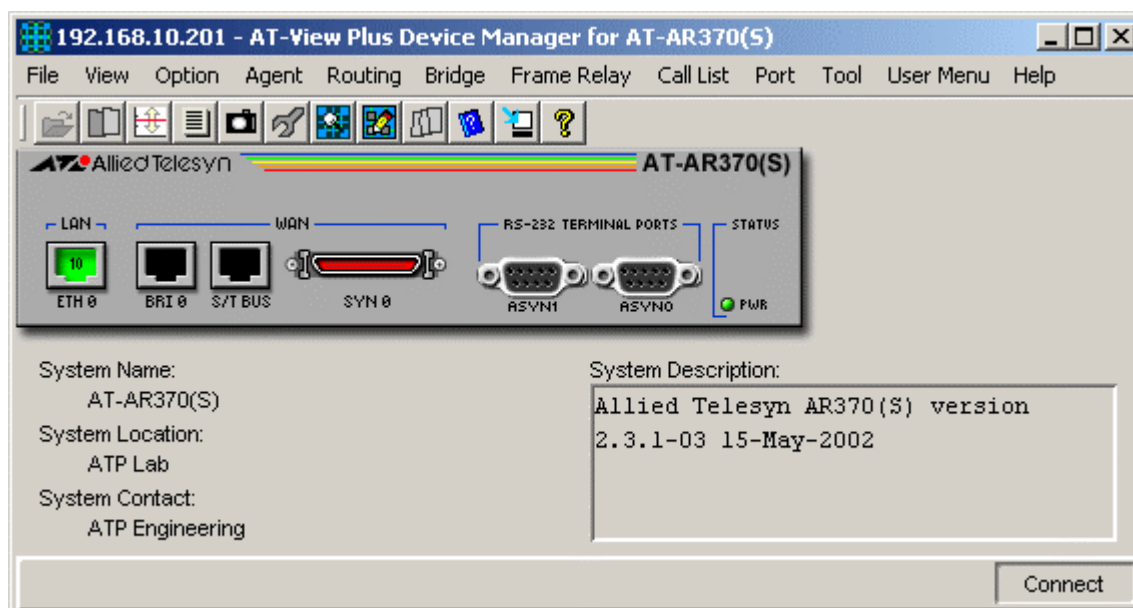 192.168.10.201 - AT-View Plus Device Manager for AT-AR370(S)
File View Option Agent Routing Bridge Frame Relay Call List Port Tool User Menu Help
Allied Telesyn AT-AR370(S)
LAN WAN RS-232 TERMINAL PORTS STATUS
10
ETH 0 BRI 0 S/T BUS SYN 0 ASYN1 ASYN0 PWR
System Name:
AT-AR370(S)
System Location:
ATP Lab
System Contact:
ATP Engineering
System Description:
Allied Telesyn AR370(S) version
2.3.1-03 15-May-2002
Connect